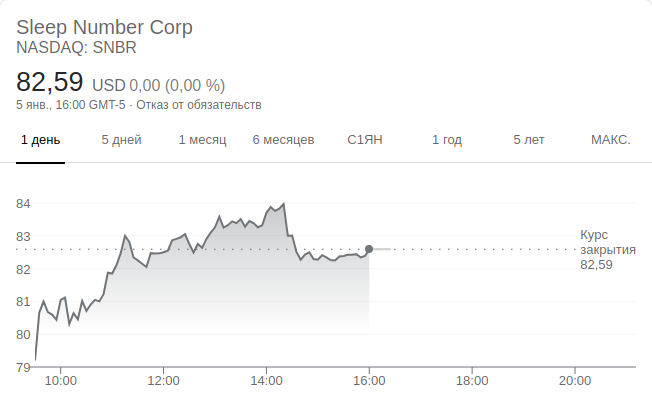 Sleep Number Corp
NASDAQ: SNBR
82,59 USD 0,00 (0,00 %)
5 янв., 16:00 GMT-5 · Отказ от обязательств
1 день 5 дней 1 месяц 6 месяцев С1ЯН 1 год 5 лет МАКС.
84
83
82
81
80
79
Курс
закрытия
82,59
10:00 12:00 14:00 16:00 18:00 20:00